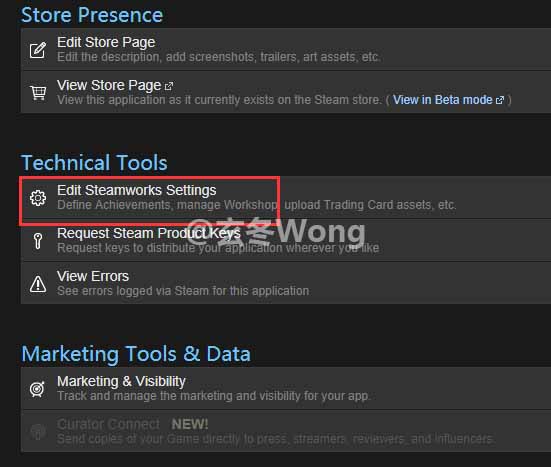 Store Presence
Edit Store Page
Edit the description, add screenshots, trailers, art assets, etc.
View Store Page
View this application as it currently exists on the Steam store. ( View in Beta mode )
Technical Tools
Edit Steamworks Settings
Define Achievements, manage Workshop, upload Trading Card assets, etc.
@玄冬Wong
Request Steam Product Keys
Request keys to distribute your application wherever you like
View Errors
See errors logged via Steam for this application
Marketing Tools & Data
Marketing & Visibility
Track and manage the marketing and visibility for your app.
Curator Connect NEW!
Send copies of your Game directly to press, streamers, reviewers, and influencers.